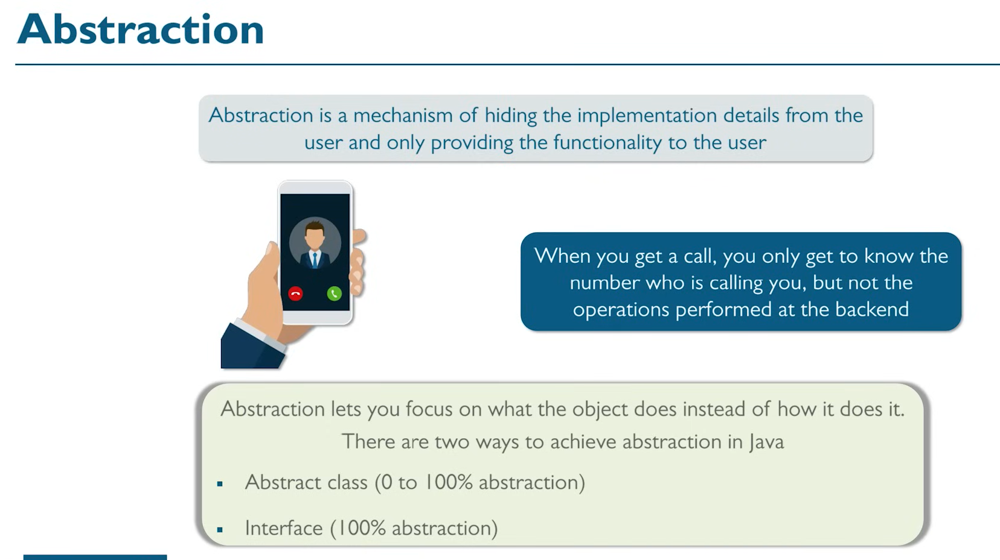 Abstraction
Abstraction is a mechanism of hiding the implementation details from the
user and only providing the functionality to the user
When you get a call, you only get to know the
number who is calling you, but not the
operations performed at the backend
Abstraction lets you focus on what the object does instead of how it does it.
There are two ways to achieve abstraction in Java
▪ Abstract class (0 to 100% abstraction)
▪ Interface (100% abstraction)